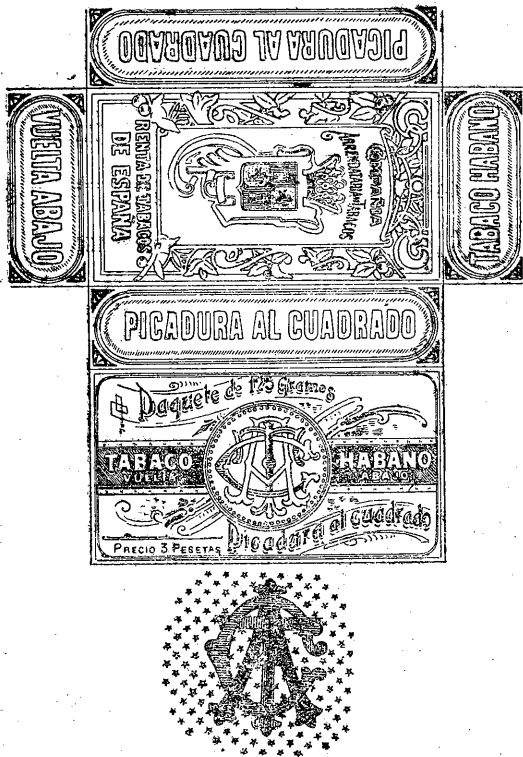 PICADURA AL CUADRADO
VUELTA ABAJO
COMPAÑIA
ARRENDATARIA DE TABACOS
RENTA DE TABACOS
DE ESPAÑA
TABACO HABANO
PICADURA AL CUADRADO
Paquete de 125 Gramos
TABACO HABANO
VUELTA ABAJO
Picadura al cuadrado
PRECIO 3 PESETAS